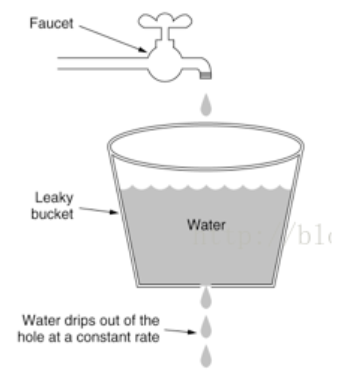 Faucet
Leaky
bucket
Water
Water drips out of the
hole at a constant rate